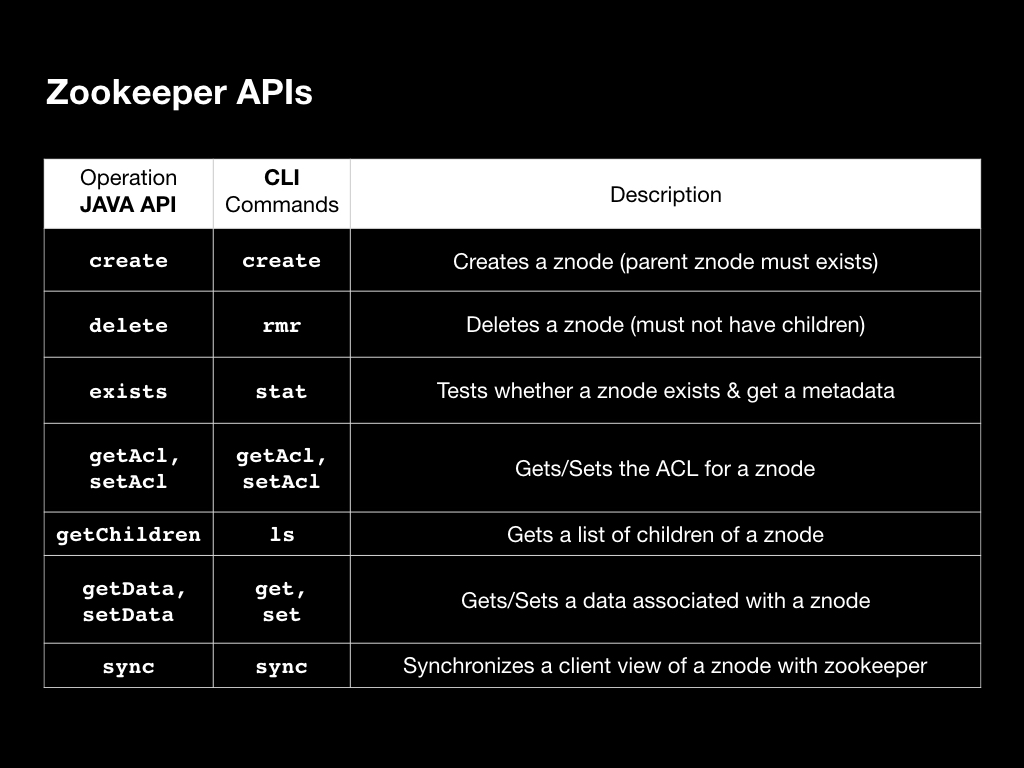 Zookeeper APIs
Operation
JAVA API
CLI
Commands
Description
create
create
Creates a znode (parent znode must exists)
delete
rmr
Deletes a znode (must not have children)
exists
stat
Tests whether a znode exists & get a metadata
getAcl,
setAcl
getAcl,
setAcl
Gets/Sets the ACL for a znode
getChildren
ls
Gets a list of children of a znode
getData,
setData
get,
set
Gets/Sets a data associated with a znode
sync
sync
Synchronizes a client view of a znode with zookeeper